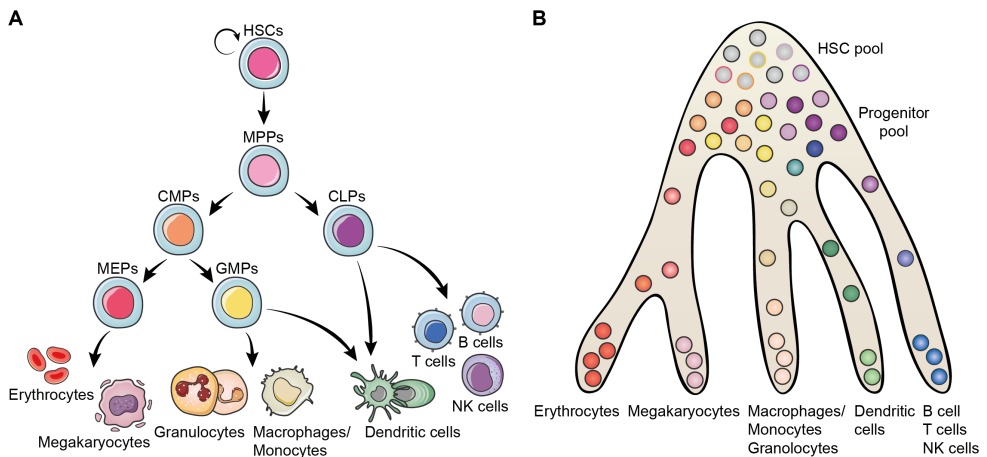 A
HSCs
MPPs
CMPs
CLPs
MEPs
GMPs
B cells
T cells
NK cells
Erythrocytes
Megakaryocytes
Granulocytes
Macrophages/
Monocytes
Dendritic cells
B
HSC pool
Progenitor
pool
Erythrocytes
Megakaryocytes
Macrophages/
Monocytes
Granulocytes
Dendritic
cells
B cell
T cells
NK cells